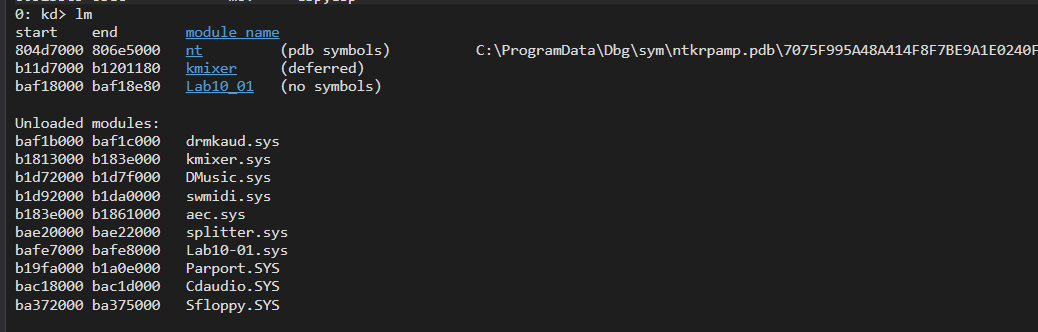 0: kd> lm
start    end        module name
804d7000 806e5000   nt         (pdb symbols)          C:\ProgramData\Dbg\sym\ntkrpamp.pdb\7075F995A48A414F8F7BE9A1E0240F
b11d7000 b1201180   kmixer     (deferred)
baf18000 baf18e80   Lab10_01   (no symbols)
Unloaded modules:
baf1b000 baf1c000   drmkaud.sys
b1813000 b183e000   kmixer.sys
b1d72000 b1d7f000   DMusic.sys
b1d92000 b1da0000   swmidi.sys
b183e000 b1861000   aec.sys
bae20000 bae22000   splitter.sys
bafe7000 bafe8000   Lab10-01.sys
b19fa000 b1a0e000   Parport.SYS
bac18000 bac1d000   Cdaudio.SYS
ba372000 ba375000   Sfloppy.SYS